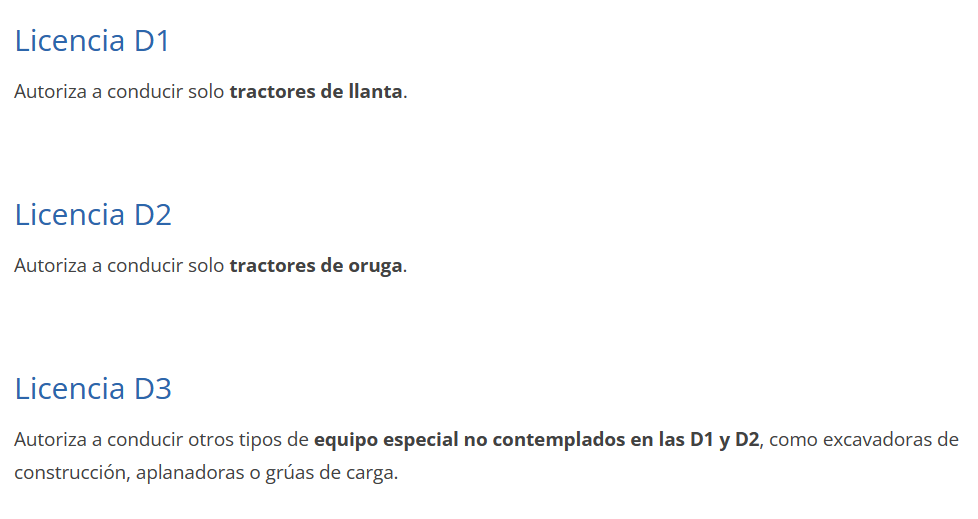 Licencia D1
Autoriza a conducir solo tractores de llanta.
Licencia D2
Autoriza a conducir solo tractores de oruga.
Licencia D3
Autoriza a conducir otros tipos de equipo especial no contemplados en las D1 y D2, como excavadoras de
construcción, aplanadoras o grúas de carga.